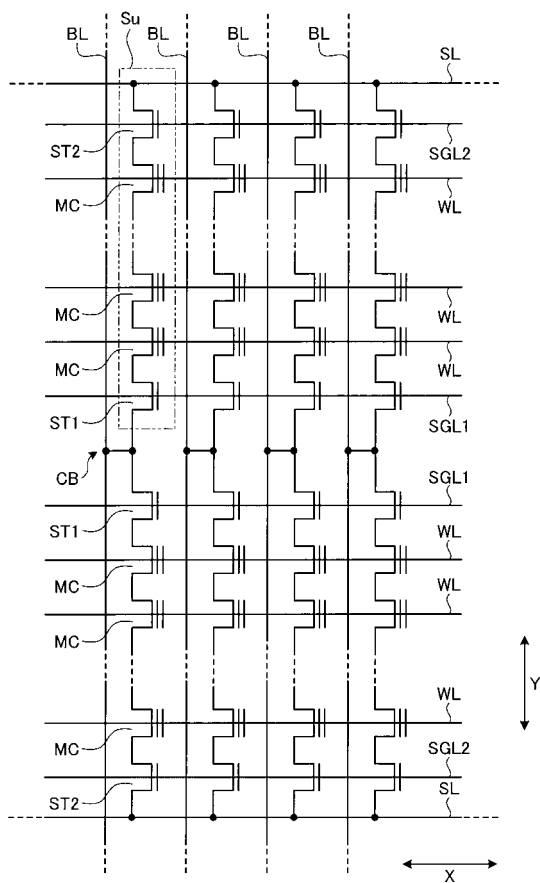 BL Su BL BL BL
SL
ST2 SGL2
MC WL
MC WL
MC WL
ST1 SGL1
CB
SGL1
ST1
WL
MC
WL
MC
WL
Y
MC
SGL2
ST2
SL
X